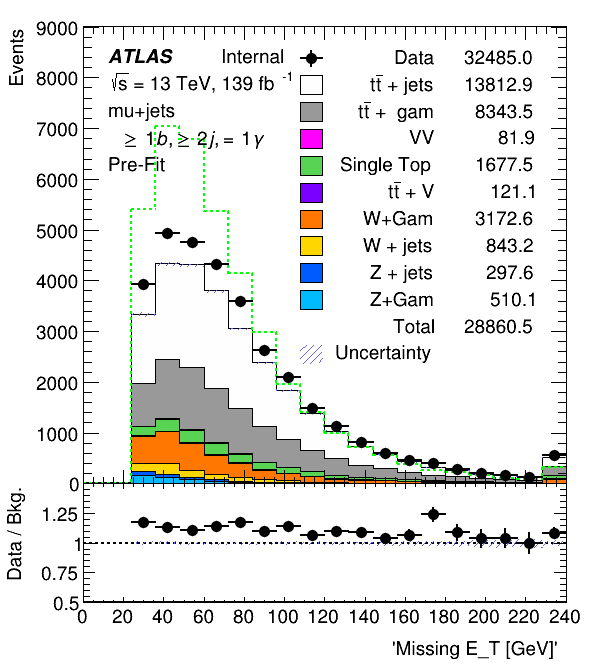 9000
8000
7000
6000
5000
4000
3000
2000
1000
0
Events
ATLAS Internal
√s = 13 TeV, 139 fb⁻¹
mu+jets
≥ 1b, ≥ 2j, = 1γ
Pre-Fit
Data 32485.0
tt̄ + jets 13812.9
tt̄ + gam 8343.5
VV 81.9
Single Top 1677.5
tt̄ + V 121.1
W+Gam 3172.6
W + jets 843.2
Z + jets 297.6
Z+Gam 510.1
Total 28860.5
Uncertainty
Data / Bkg.
1.25
1
0.75
0.5
0 20 40 60 80 100 120 140 160 180 200 220 240
'Missing E_T [GeV]'